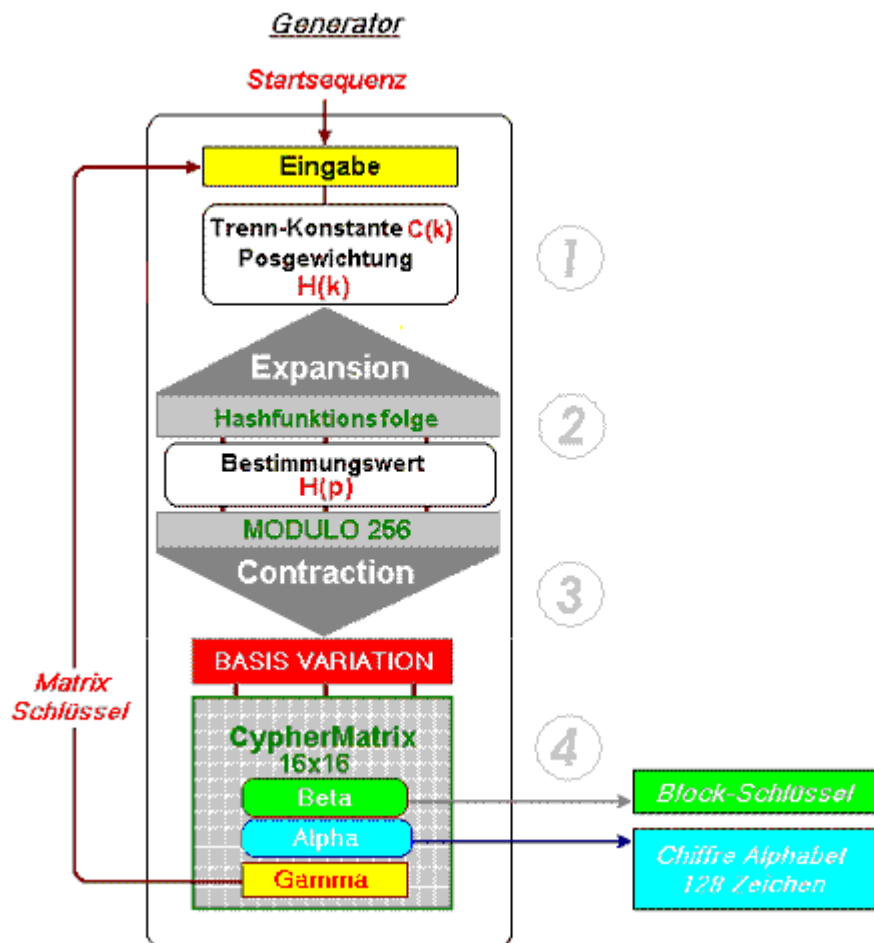 Generator
Startsequenz
Eingabe
Trenn-Konstante C(k)
Posgewichtung
H(k)
1
Expansion
Hashfunktionsfolge
2
Bestimmungswert
H(p)
MODULO 256
Contraction
3
BASIS VARIATION
Matrix
Schlüssel
CypherMatrix
16x16
4
Beta
Block-Schlüssel
Alpha
Chiffre Alphabet
128 Zeichen
Gamma